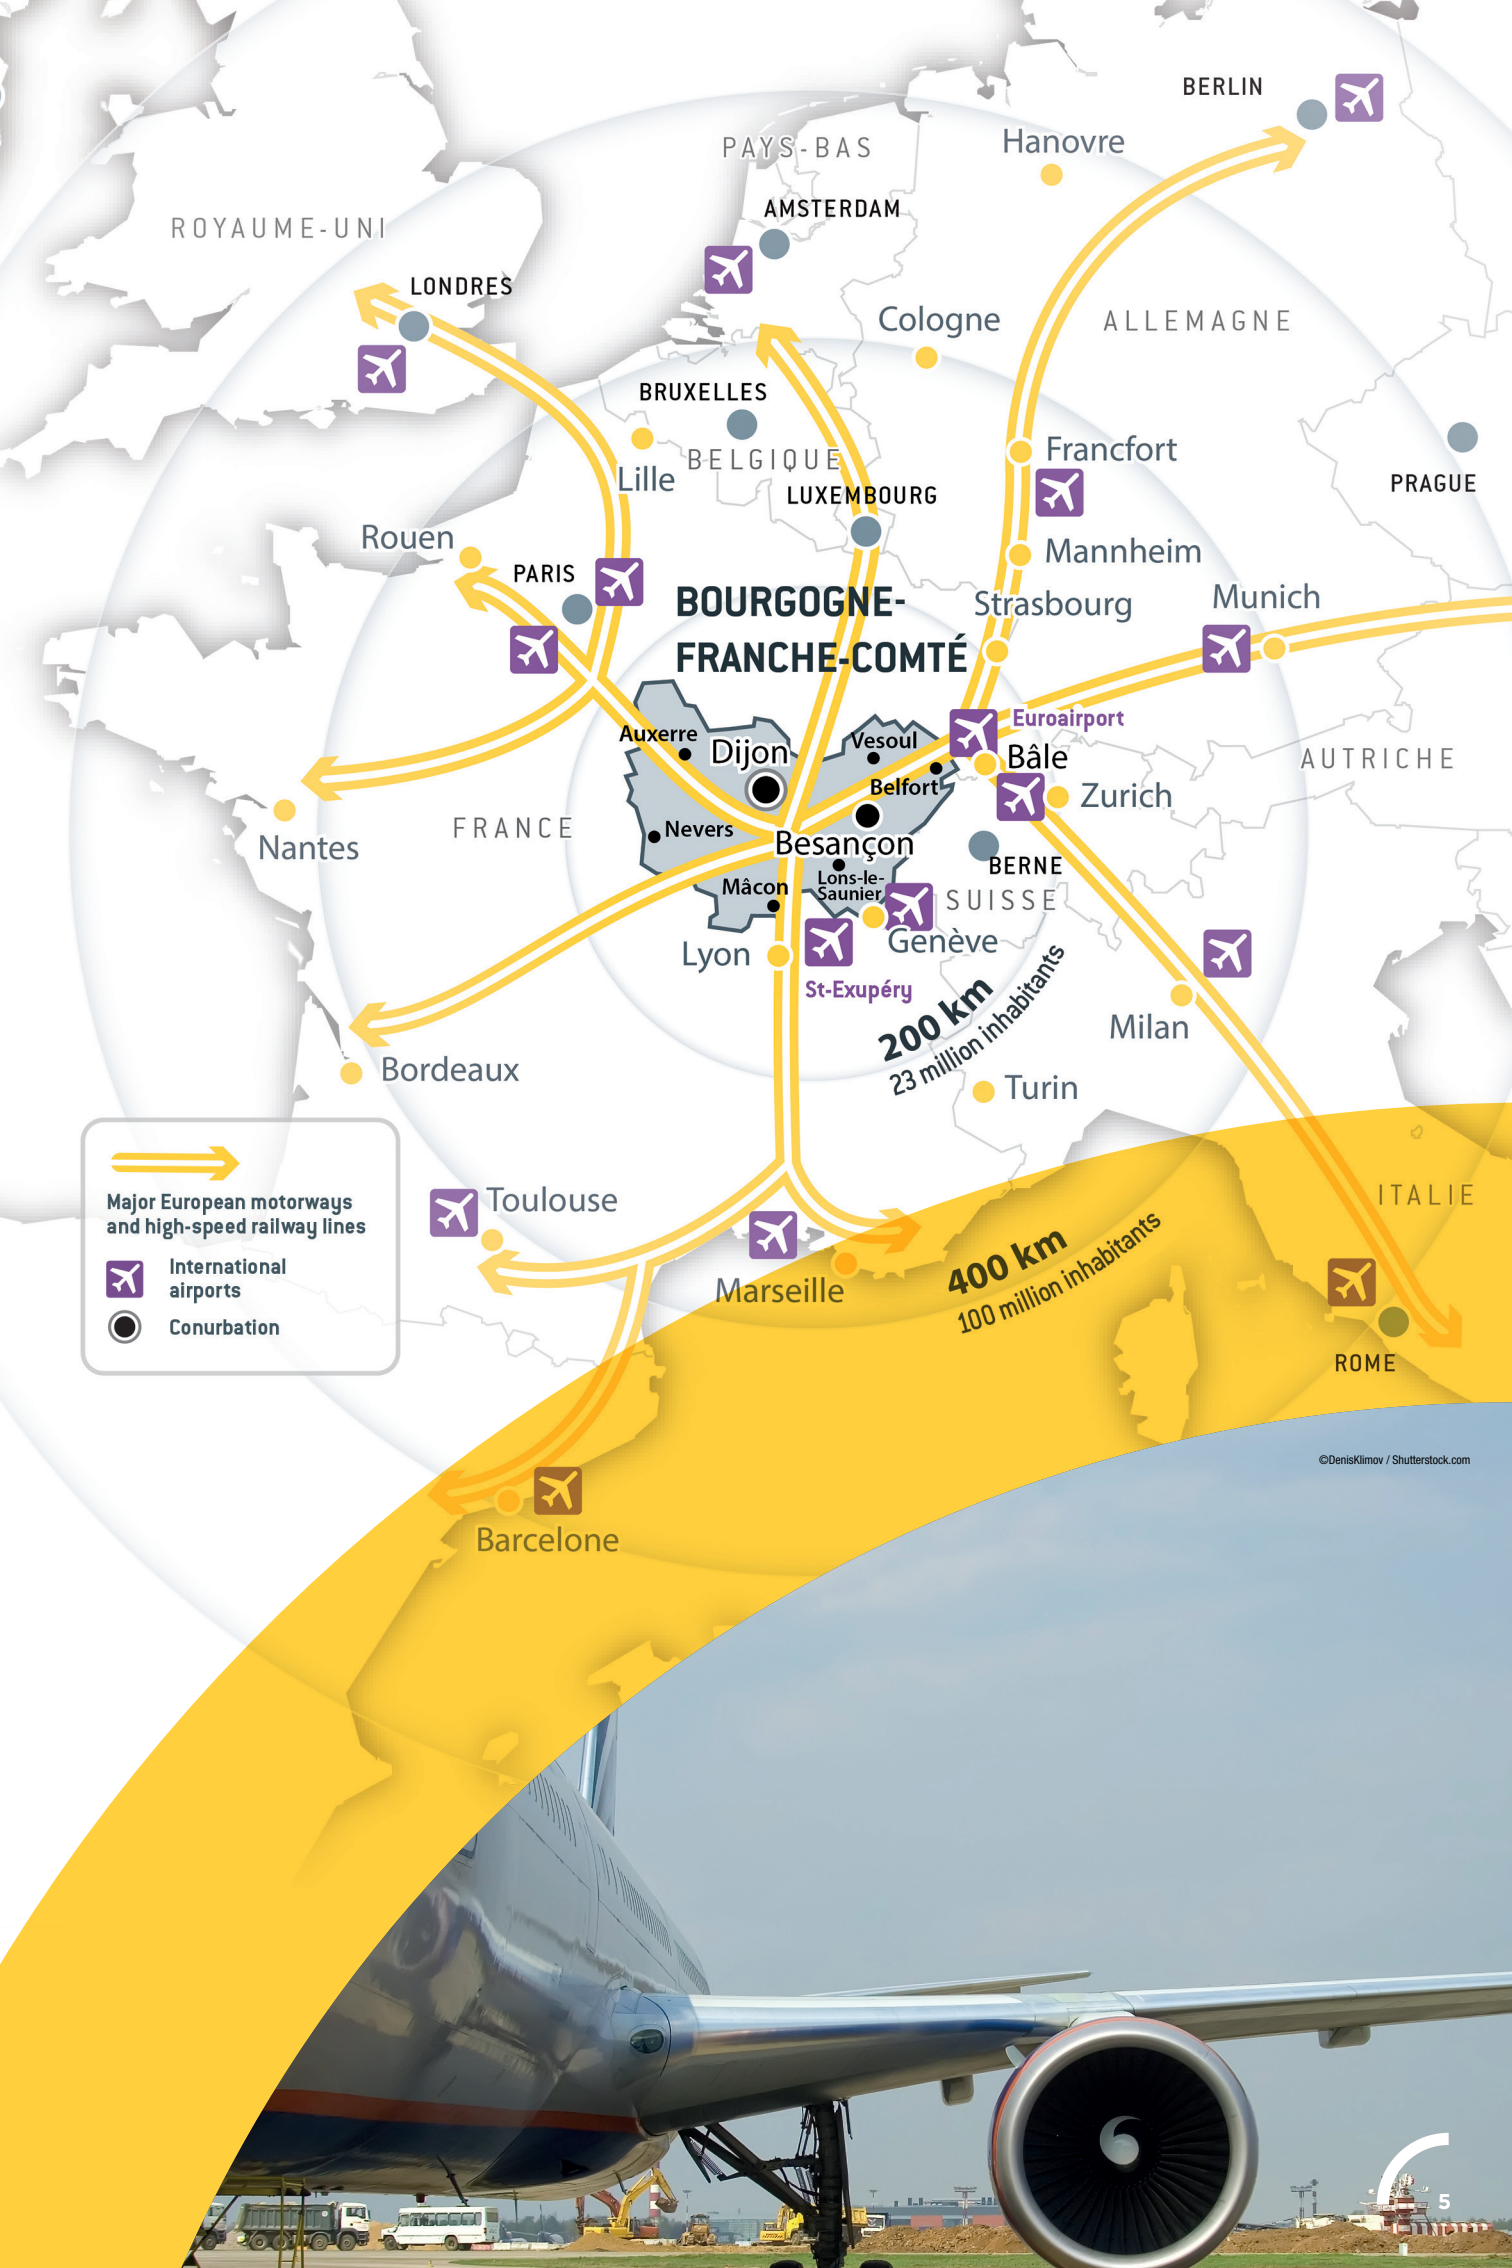 BERLIN
Hanovre
PAYS-BAS
AMSTERDAM
ROYAUME-UNI
LONDRES
Cologne
ALLEMAGNE
BRUXELLES
BELGIQUE
Lille
LUXEMBOURG
Francfort
PRAGUE
Rouen
PARIS
Mannheim
BOURGOGNE-
FRANCHE-COMTÉ
Strasbourg
Munich
Euroairport
Auxerre
Dijon
Vesoul
Bâle
AUTRICHE
Belfort
Zurich
Nantes
FRANCE
Nevers
Besançon
BERNE
Mâcon
Lons-le-
Saunier
SUISSE
Genève
Lyon
St-Exupéry
200 km
23 million inhabitants
Milan
Bordeaux
Turin
Major European motorways
and high-speed railway lines
International
airports
Conurbation
Toulouse
ITALIE
Marseille
400 km
100 million inhabitants
ROME
©DenisKlimov / Shutterstock.com
Barcelone
5